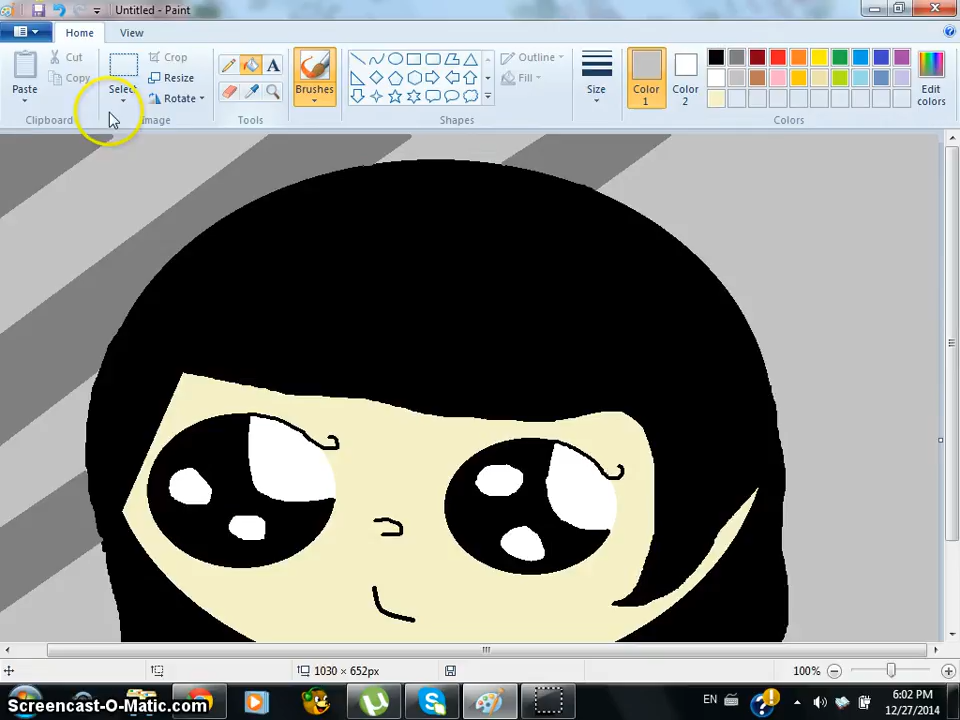 Untitled - Paint
Home
View
Paste
Cut
Copy
Clipboard
Select
Crop
Resize
Rotate
Image
A
Tools
Brushes
Outline
Fill
Shapes
Size
Color
1
Color
2
Edit
colors
Colors
1030 × 652px
100%
Screencast-O-Matic.com
EN
6:02 PM
12/27/2014